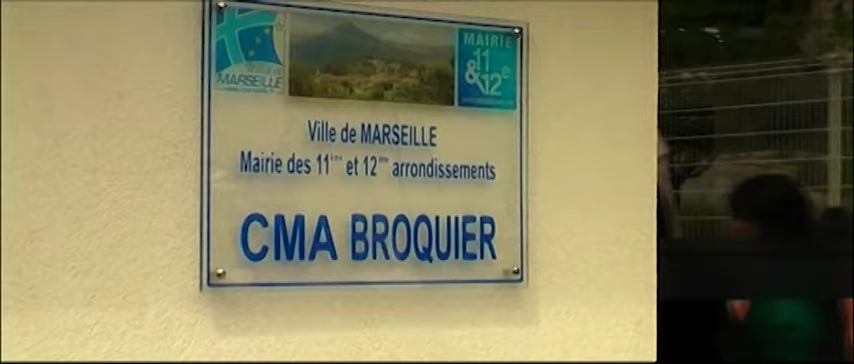 MARSEILLE
MAIRIE
11
&12e
Ville de MARSEILLE
Mairie des 11ème et 12ème arrondissements
CMA BROQUIER